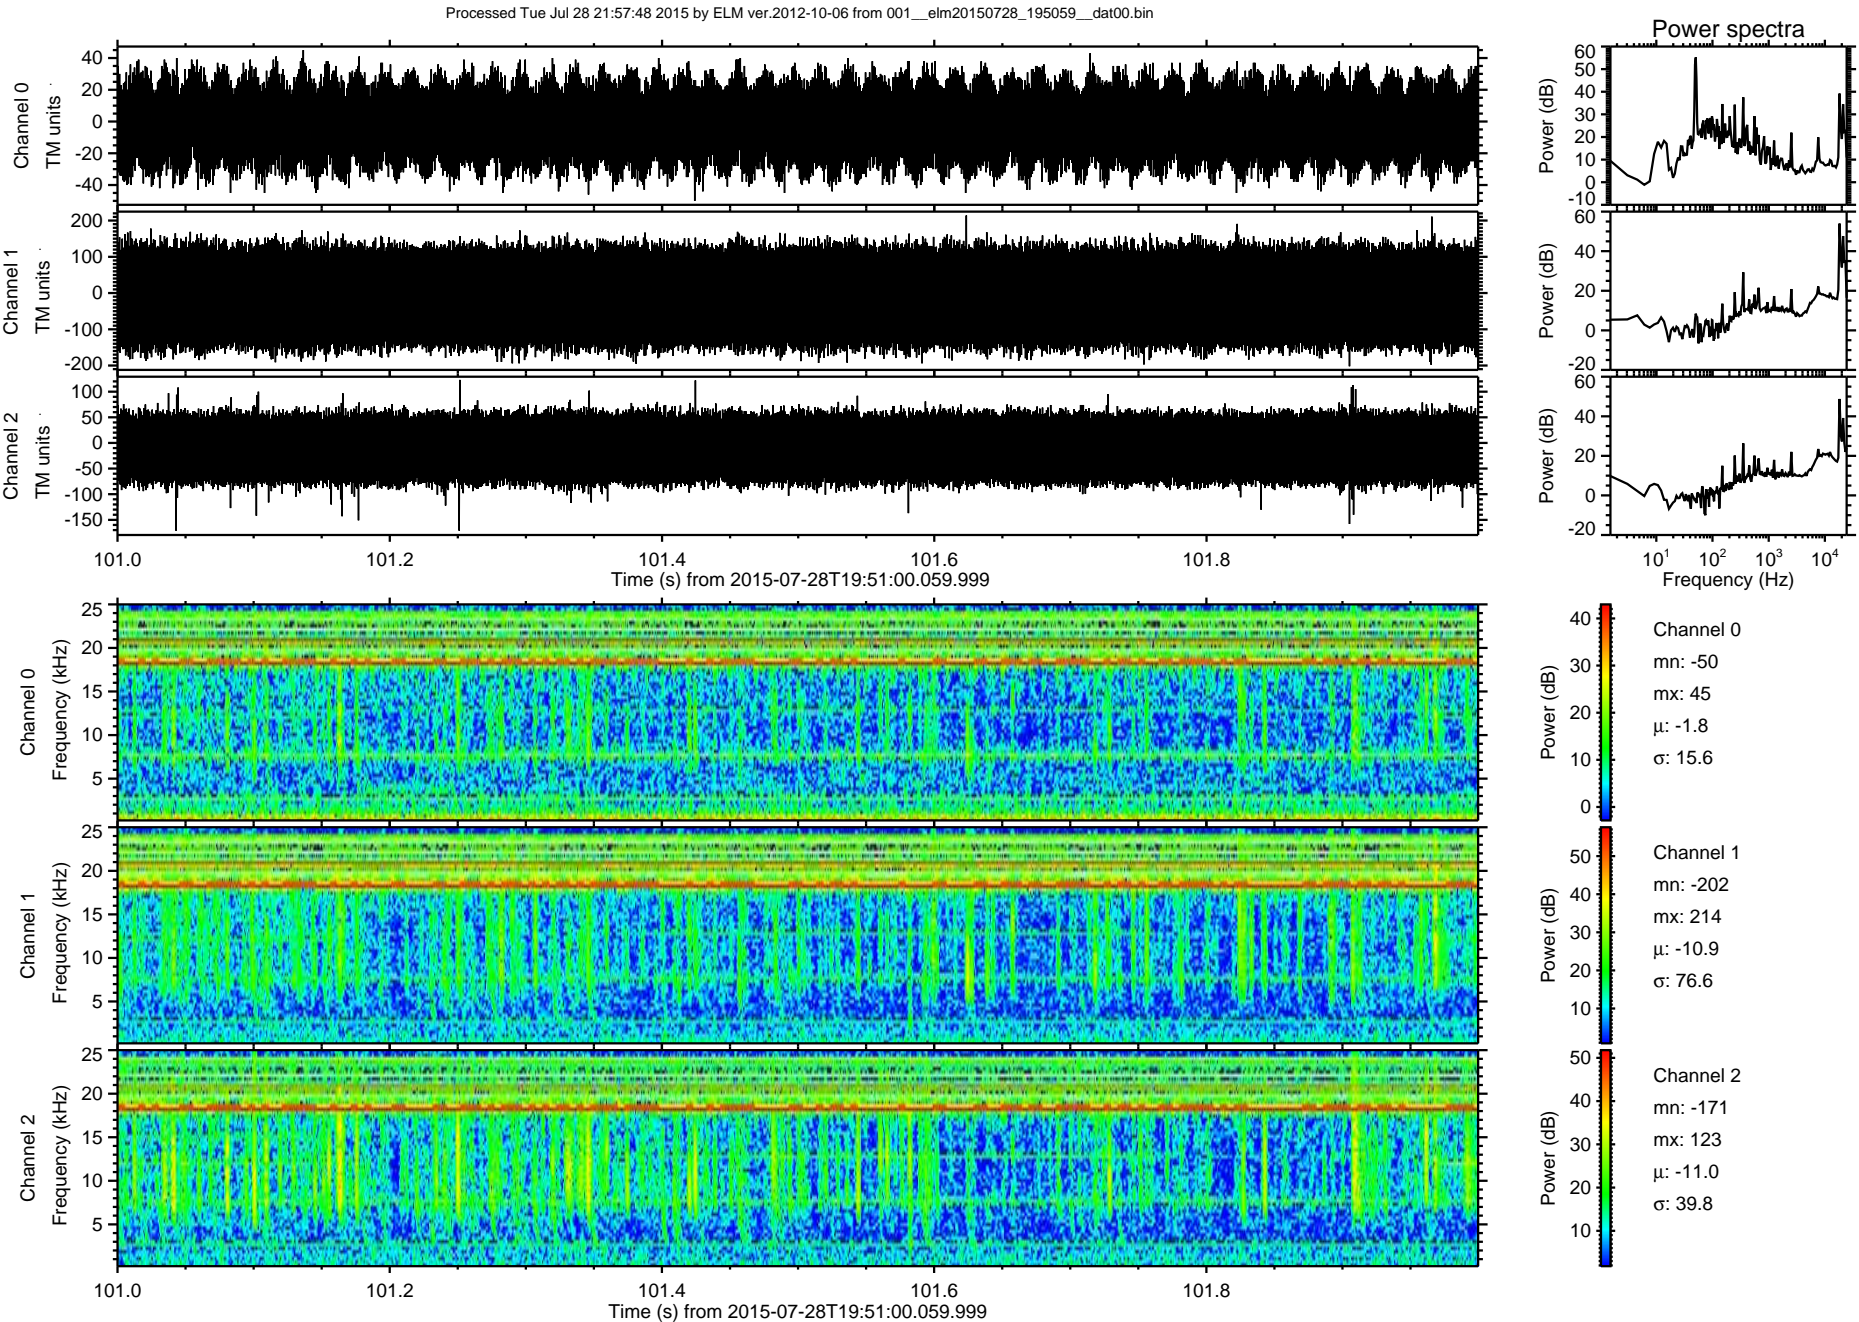 Processed Tue Jul 28 21:57:48 2015 by ELM ver.2012-10-06 from 001__elm20150728_195059__dat00.bin
Power spectra
Channel 0
TM units
40
20
0
-20
-40
Power (dB)
60
50
40
30
20
10
0
-10
Channel 1
TM units
200
100
0
-100
-200
Power (dB)
60
40
20
0
-20
Channel 2
TM units
100
50
0
-50
-100
-150
Power (dB)
60
40
20
0
-20
101.0 101.2 101.4 101.6 101.8
Time (s) from 2015-07-28T19:51:00.059.999
10^1 10^2 10^3 10^4
Frequency (Hz)
Channel 0
Frequency (kHz)
25
20
15
10
5
Power (dB)
40
30
20
10
0
Channel 0
mn: -50
mx: 45
μ: -1.8
σ: 15.6
Channel 1
Frequency (kHz)
25
20
15
10
5
Power (dB)
50
40
30
20
10
Channel 1
mn: -202
mx: 214
μ: -10.9
σ: 76.6
Channel 2
Frequency (kHz)
25
20
15
10
5
Power (dB)
50
40
30
20
10
Channel 2
mn: -171
mx: 123
μ: -11.0
σ: 39.8
101.0 101.2 101.4 101.6 101.8
Time (s) from 2015-07-28T19:51:00.059.999